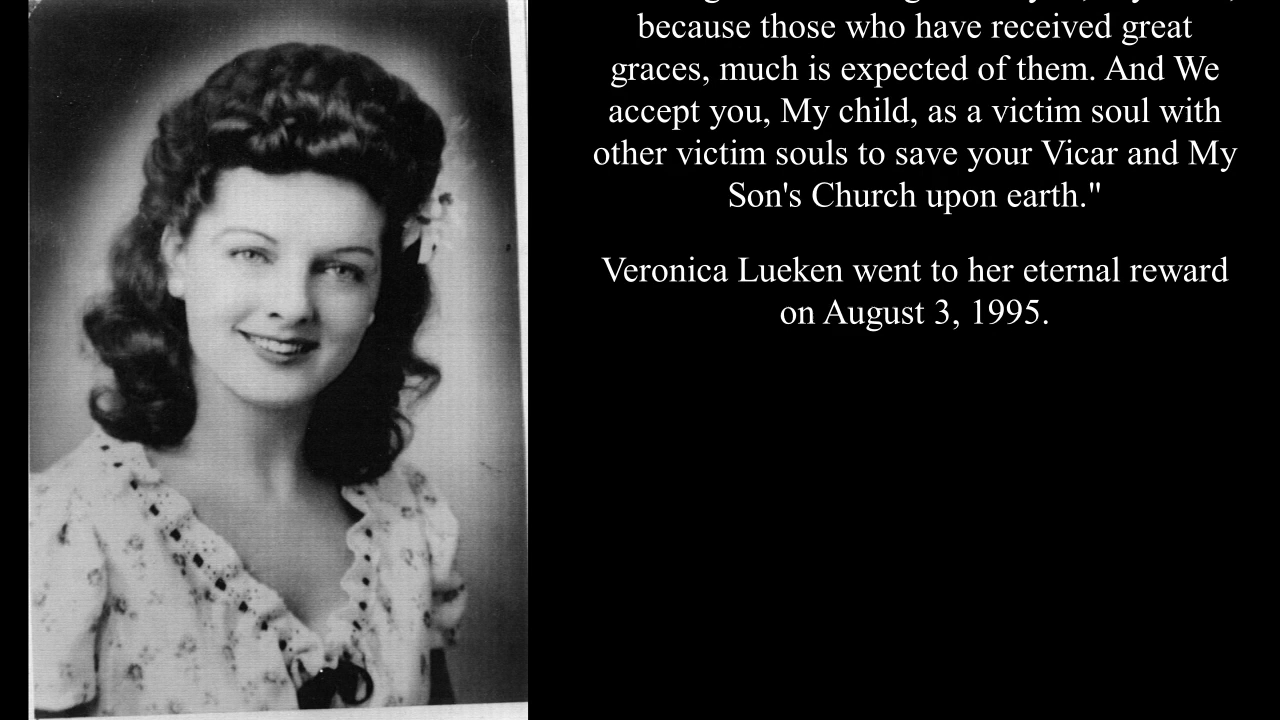 because those who have received great
graces, much is expected of them. And We
accept you, My child, as a victim soul with
other victim souls to save your Vicar and My
Son's Church upon earth."
Veronica Lueken went to her eternal reward
on August 3, 1995.